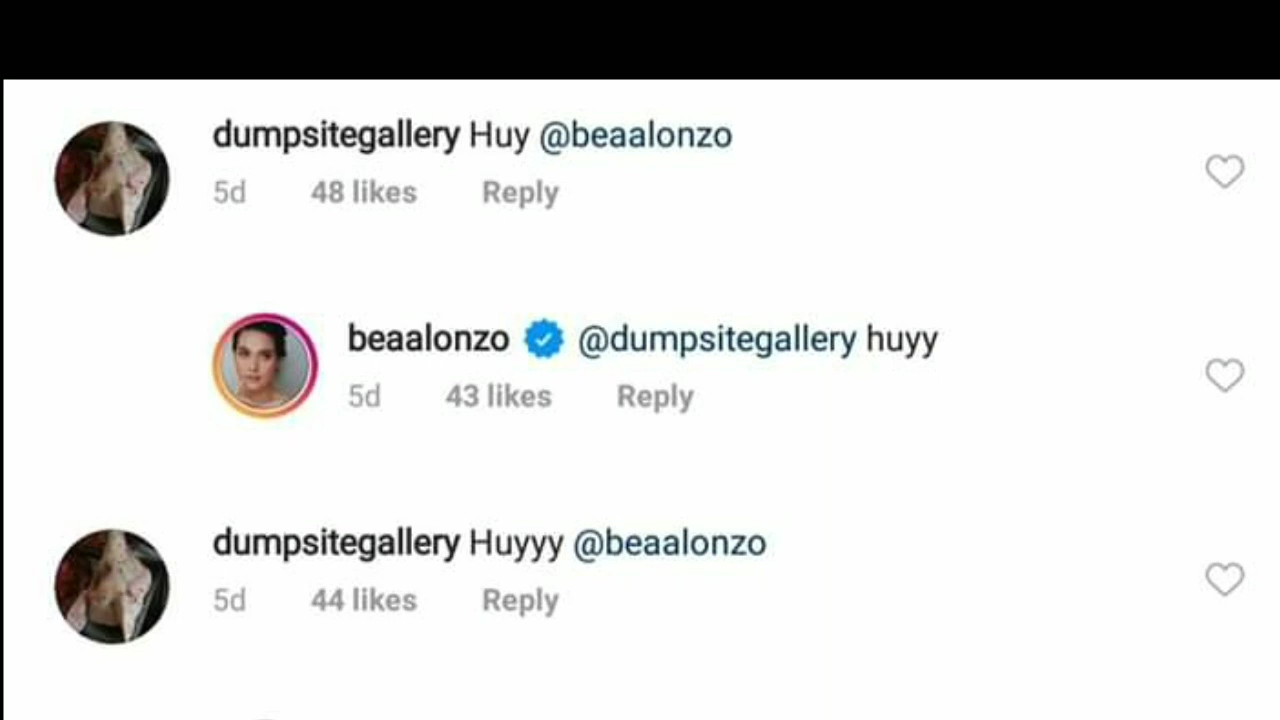 dumpsitegallery Huy @beaalonzo
5d 48 likes Reply
beaalonzo @dumpsitegallery huyy
5d 43 likes Reply
dumpsitegallery Huyyy @beaalonzo
5d 44 likes Reply